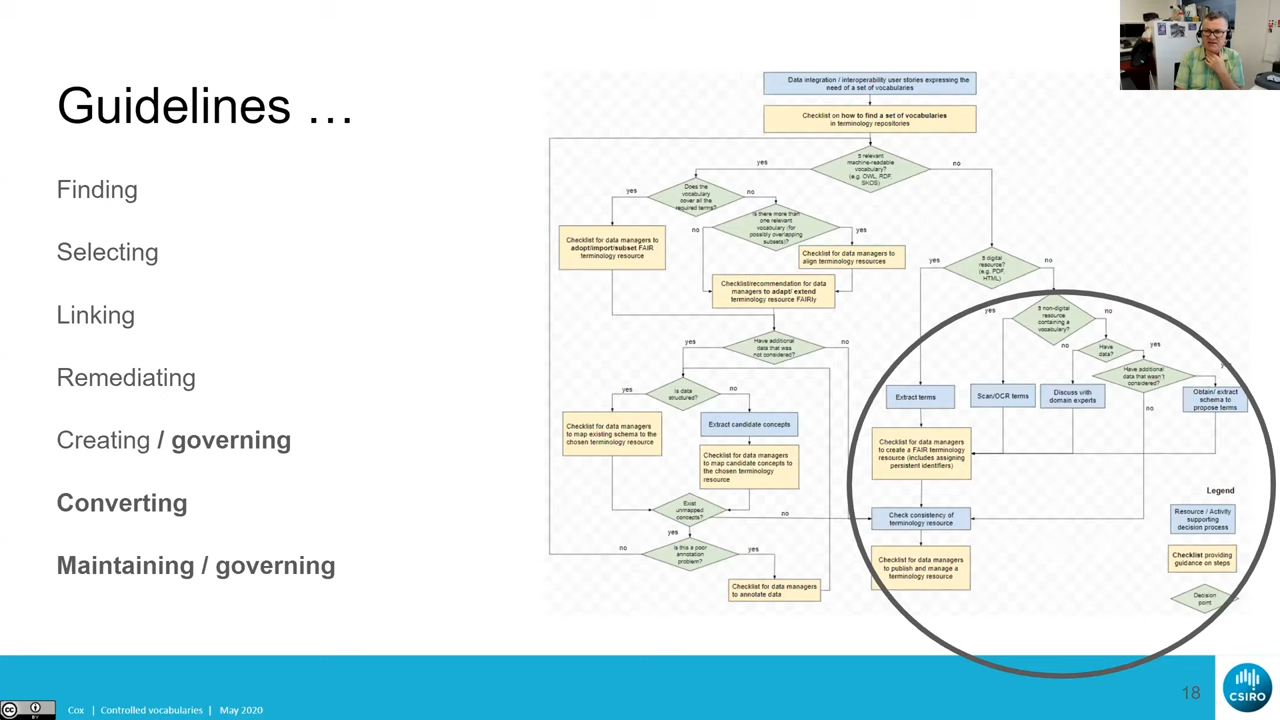 Guidelines …
Finding
Selecting
Linking
Remediating
Creating / governing
Converting
Maintaining / governing
Data integration / interoperability user stories expressing the
need of a set of vocabularies
Checklist on how to find a set of vocabularies
in terminology repositories
∃ relevant
machine-readable
vocabulary?
(e.g. OWL, RDF,
SKOS)
yes
no
Does the
vocabulary
cover all the
required terms?
yes
no
Is there more than
one relevant
vocabulary (for
possibly overlapping
subsets)?
no
yes
Checklist for data managers to
adopt/import/subset FAIR
terminology resource
Checklist for data managers to
align terminology resources
Checklist/recommendation for data
managers to adapt/ extend
terminology resource FAIRly
∃ digital
resource?
(e.g. PDF,
HTML)
yes
no
∃ non-digital
resource
containing a
vocabulary?
yes
no
Have
data?
no
yes
Have additional
data that wasn't
considered?
no
Have additional
data that was
not considered?
yes
no
Is data
structured?
yes
no
Extract terms
Scan/OCR terms
Discuss with
domain experts
Obtain/ extract
schema to
propose terms
Checklist for data managers
to map existing schema to the
chosen terminology resource
Extract candidate concepts
Checklist for data managers to
map candidate concepts to
the chosen terminology
resource
Checklist for data managers
to create a FAIR terminology
resource (includes assigning
persistent identifiers)
Exist
unmapped
concepts?
no
yes
Check consistency of
terminology resource
Is this a poor
annotation
problem?
no
yes
Checklist for data managers
to annotate data
Checklist for data managers
to publish and manage a
terminology resource
Legend
Resource / Activity
supporting
decision process
Checklist providing
guidance on steps
Decision
point
18
CSIRO
BY
Cox | Controlled vocabularies | May 2020